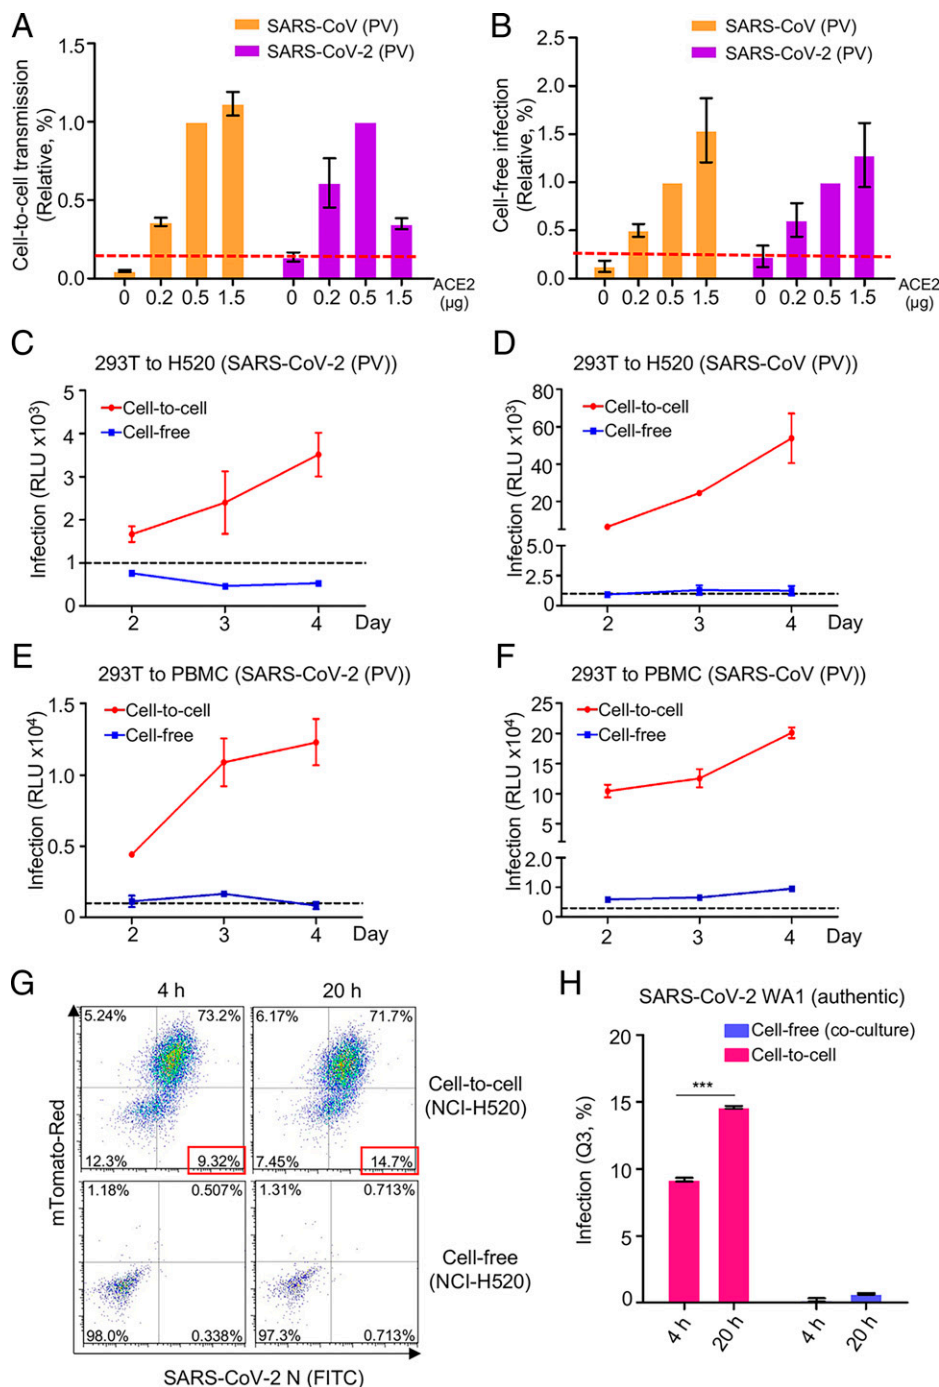 A
SARS-CoV (PV)
SARS-CoV-2 (PV)
Cell-to-cell transmission
(Relative, %)
1.5
1.0
0.5
0.0
0 0.2 0.5 1.5 0 0.2 0.5 1.5
ACE2
(µg)
B
SARS-CoV (PV)
SARS-CoV-2 (PV)
Cell-free infection
(Relative, %)
2.5
2.0
1.5
1.0
0.5
0.0
0 0.2 0.5 1.5 0 0.2 0.5 1.5
ACE2
(µg)
C
293T to H520 (SARS-CoV-2 (PV))
Cell-to-cell
Cell-free
Infection (RLU x10³)
5
3
2
1
0
2 3 4 Day
D
293T to H520 (SARS-CoV (PV))
Cell-to-cell
Cell-free
Infection (RLU x10³)
80
60
40
20
5.0
2.5
0
2 3 4 Day
E
293T to PBMC (SARS-CoV-2 (PV))
Cell-to-cell
Cell-free
Infection (RLU x10⁴)
1.5
1.0
0.5
0
2 3 4 Day
F
293T to PBMC (SARS-CoV (PV))
Cell-to-cell
Cell-free
Infection (RLU x10⁴)
25
20
15
10
5
2.0
1.0
0
2 3 4 Day
G
4 h 20 h
5.24% 73.2% 6.17% 71.7%
Cell-to-cell
(NCI-H520)
12.3% 9.32% 7.45% 14.7%
1.18% 0.507% 1.31% 0.713%
Cell-free
(NCI-H520)
98.0% 0.338% 97.3% 0.713%
mTomato-Red
SARS-CoV-2 N (FITC)
H
SARS-CoV-2 WA1 (authentic)
Cell-free (co-culture)
Cell-to-cell
Infection (Q3, %)
20
15
10
5
0
***
4 h 20 h 4 h 20 h